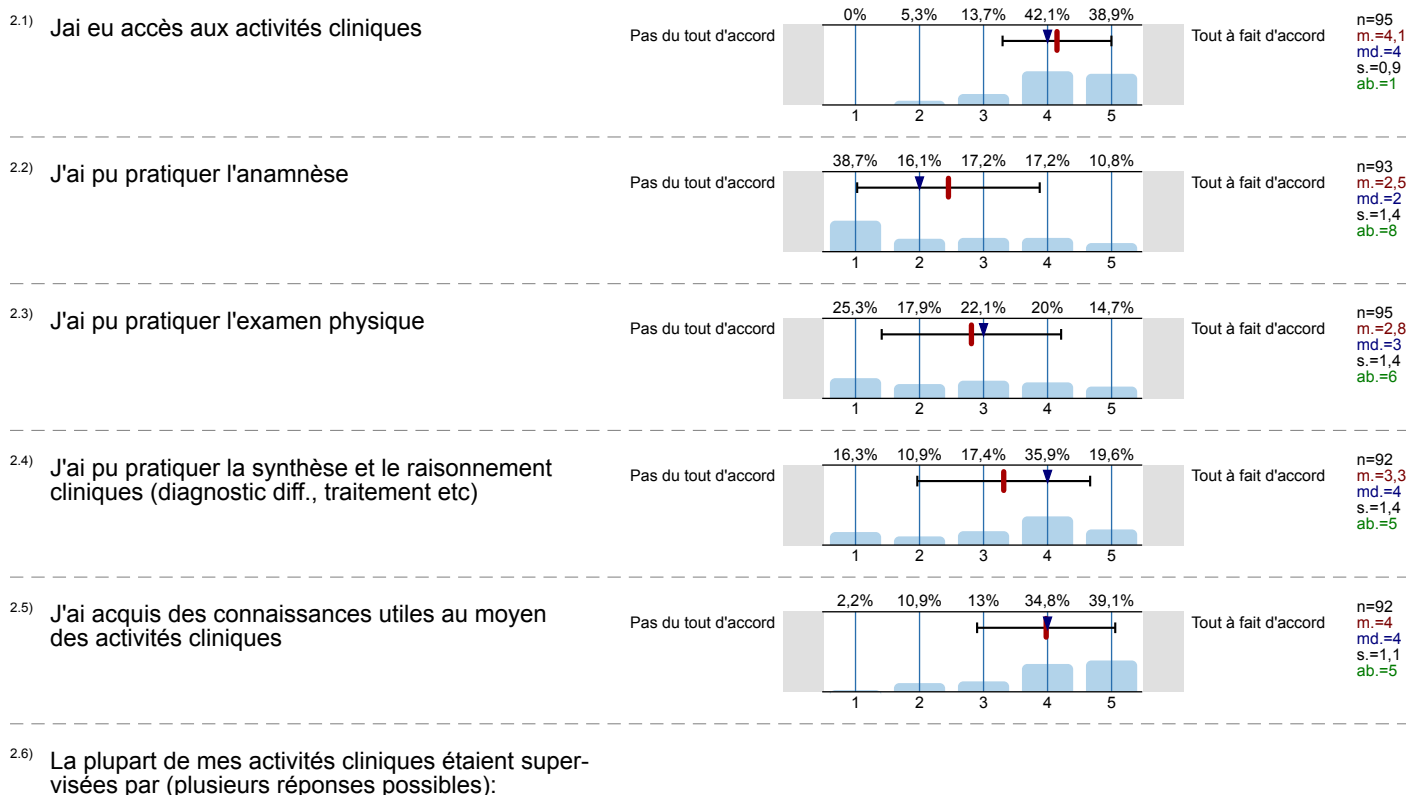 2.1) Jai eu accès aux activités cliniques
Pas du tout d'accord
0% 5,3% 13,7% 42,1% 38,9%
1 2 3 4 5
Tout à fait d'accord
n=95
m.=4,1
md.=4
s.=0,9
ab.=1
2.2) J'ai pu pratiquer l'anamnèse
Pas du tout d'accord
38,7% 16,1% 17,2% 17,2% 10,8%
1 2 3 4 5
Tout à fait d'accord
n=93
m.=2,5
md.=2
s.=1,4
ab.=8
2.3) J'ai pu pratiquer l'examen physique
Pas du tout d'accord
25,3% 17,9% 22,1% 20% 14,7%
1 2 3 4 5
Tout à fait d'accord
n=95
m.=2,8
md.=3
s.=1,4
ab.=6
2.4) J'ai pu pratiquer la synthèse et le raisonnement
cliniques (diagnostic diff., traitement etc)
Pas du tout d'accord
16,3% 10,9% 17,4% 35,9% 19,6%
1 2 3 4 5
Tout à fait d'accord
n=92
m.=3,3
md.=4
s.=1,4
ab.=5
2.5) J'ai acquis des connaissances utiles au moyen
des activités cliniques
Pas du tout d'accord
2,2% 10,9% 13% 34,8% 39,1%
1 2 3 4 5
Tout à fait d'accord
n=92
m.=4
md.=4
s.=1,1
ab.=5
2.6) La plupart de mes activités cliniques étaient super-
visées par (plusieurs réponses possibles):